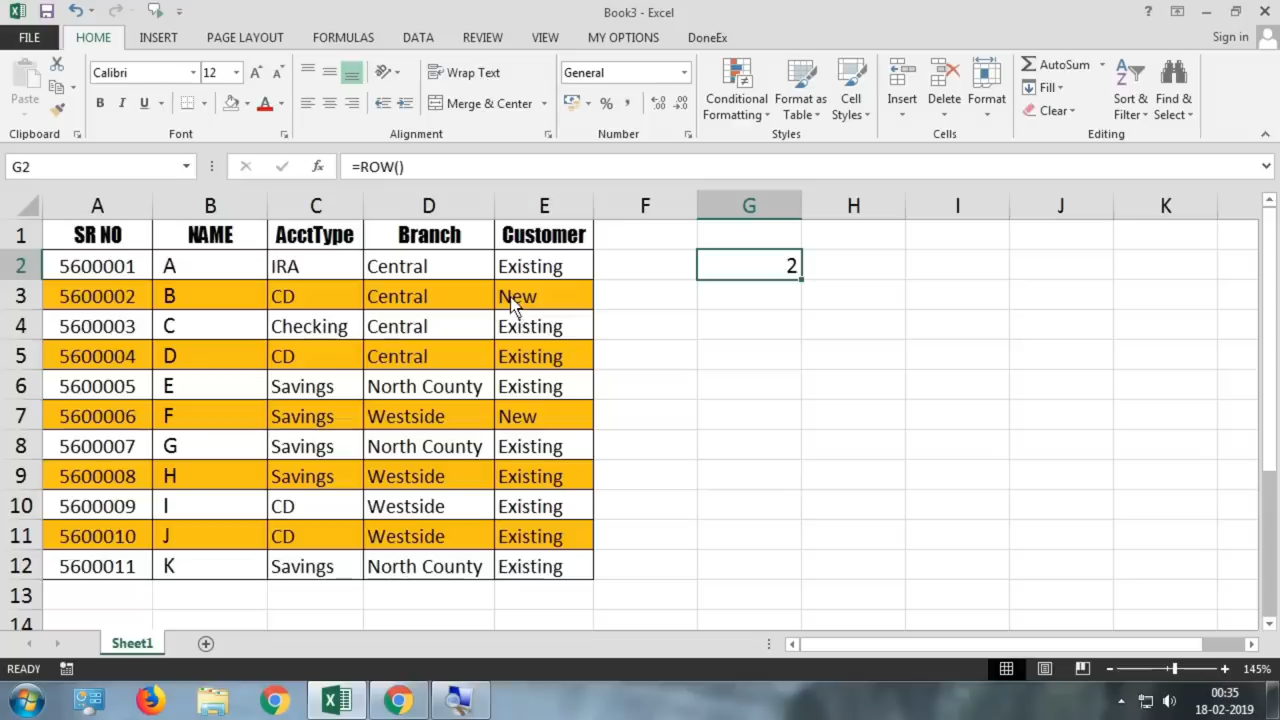 Book3 - Excel
FILE HOME INSERT PAGE LAYOUT FORMULAS DATA REVIEW VIEW MY OPTIONS DoneEx Sign in
Calibri 12 Wrap Text General AutoSum
Paste B I U Merge & Center % Conditional Formatting Format as Table Cell Styles Insert Delete Format Fill Clear Sort & Filter Find & Select
Clipboard Font Alignment Number Styles Cells Editing
G2 fx =ROW()
A B C D E F G H I J K
1 SR NO NAME AcctType Branch Customer
2 5600001 A IRA Central Existing 2
3 5600002 B CD Central New
4 5600003 C Checking Central Existing
5 5600004 D CD Central Existing
6 5600005 E Savings North County Existing
7 5600006 F Savings Westside New
8 5600007 G Savings North County Existing
9 5600008 H Savings Westside Existing
10 5600009 I CD Westside Existing
11 5600010 J CD Westside Existing
12 5600011 K Savings North County Existing
13
14
Sheet1
READY 145%
00:35
18-02-2019